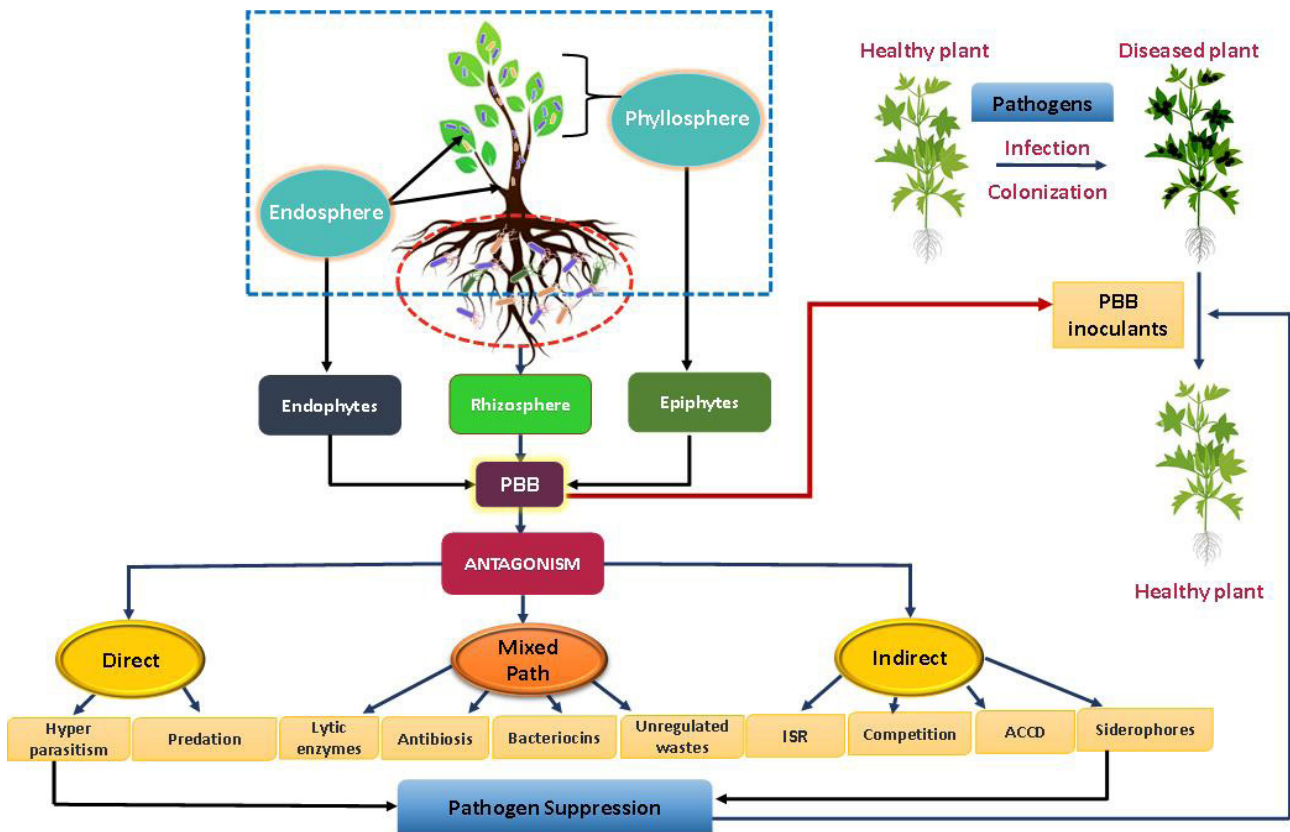 Healthy plant
Diseased plant
Phyllosphere
Pathogens
Infection
Colonization
Endosphere
PBB
inoculants
Endophytes
Rhizosphere
Epiphytes
PBB
ANTAGONISM
Healthy plant
Direct
Mixed
Path
Indirect
Hyper
parasitism
Predation
Lytic
enzymes
Antibiosis
Bacteriocins
Unregulated
wastes
ISR
Competition
ACCD
Siderophores
Pathogen Suppression